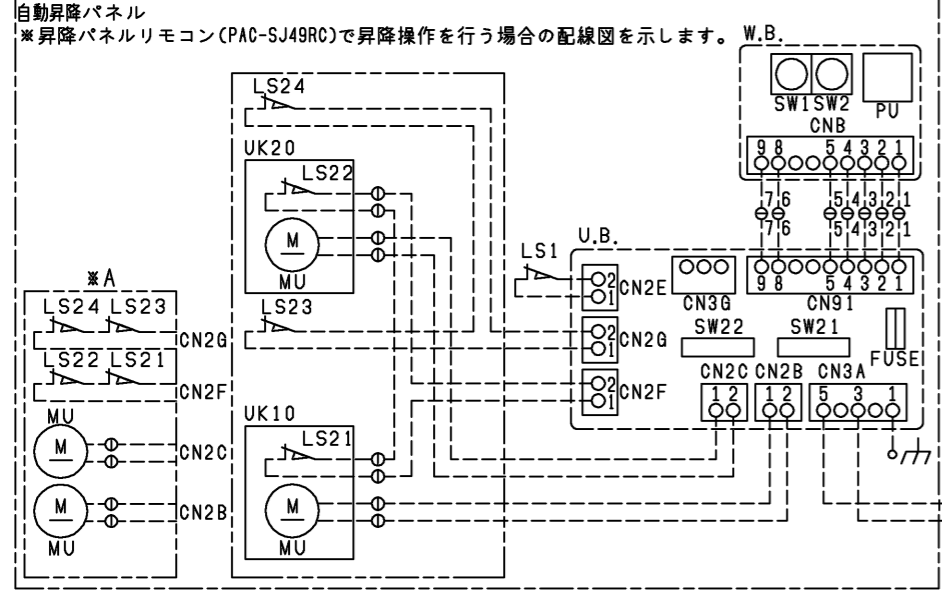 自動昇降パネル
※昇降パネルリモコン(PAC-SJ49RC)で昇降操作を行う場合の配線図を示します。
W.B.
SW1 SW2 PU
CNB
9 8 5 4 3 2 1
7 6 5 4 3 2 1
7 6 5 4 3 2 1
U.B.
9 8 5 4 3 2 1
CN3G CN91
LS1
2
1
CN2E
2
1
CN2G
2
1
CN2F
SW22 SW21
FUSE
CN2C CN2B CN3A
1 2 1 2 5 3 1
LS24
UK20
LS22
M
MU
LS23
UK10
LS21
M
MU
※A
LS24 LS23
CN2G
LS22 LS21
CN2F
MU
M
CN2C
M
CN2B
MU